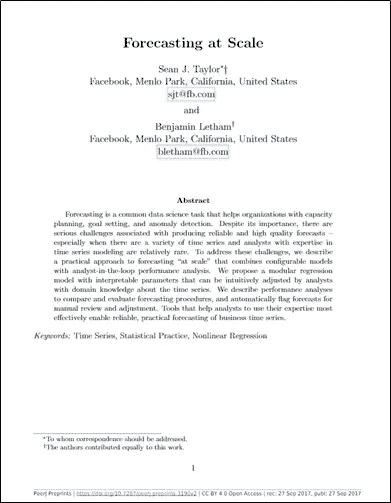 Forecasting at Scale
Sean J. Taylor*†
Facebook, Menlo Park, California, United States
sjt@fb.com
and
Benjamin Letham†
Facebook, Menlo Park, California, United States
bletham@fb.com
Abstract
Forecasting is a common data science task that helps organizations with capacity
planning, goal setting, and anomaly detection. Despite its importance, there are
serious challenges associated with producing reliable and high quality forecasts –
especially when there are a variety of time series and analysts with expertise in
time series modeling are relatively rare. To address these challenges, we describe
a practical approach to forecasting “at scale” that combines configurable models
with analyst-in-the-loop performance analysis. We propose a modular regression
model with interpretable parameters that can be intuitively adjusted by analysts
with domain knowledge about the time series. We describe performance analyses
to compare and evaluate forecasting procedures, and automatically flag forecasts for
manual review and adjustment. Tools that help analysts to use their expertise most
effectively enable reliable, practical forecasting of business time series.
Keywords: Time Series, Statistical Practice, Nonlinear Regression
*To whom correspondence should be addressed.
†The authors contributed equally to this work.
1
PeerJ Preprints | https://doi.org/10.7287/peerj.preprints.3190v2 | CC BY 4.0 Open Access | rec: 27 Sep 2017, publ: 27 Sep 2017